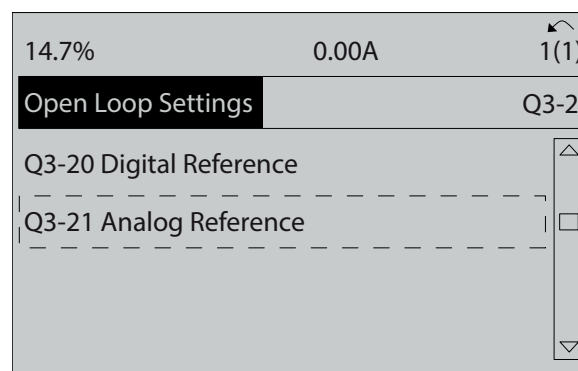 14.7% 0.00A 1(1)
Open Loop Settings Q3-2
Q3-20 Digital Reference
Q3-21 Analog Reference